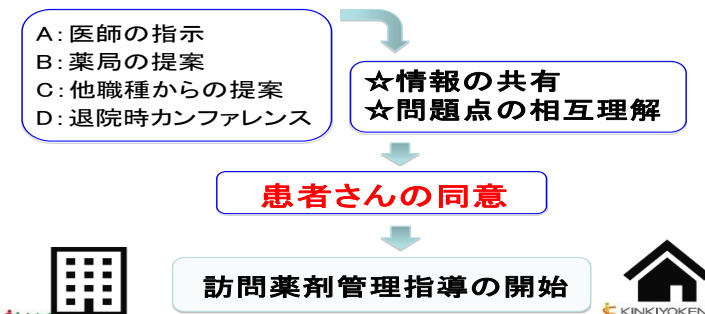 A:医師の指示
B:薬局の提案
C:他職種からの提案
D:退院時カンファレンス
☆情報の共有
☆問題点の相互理解
患者さんの同意
訪問薬剤管理指導の開始
KINKIYOKEN